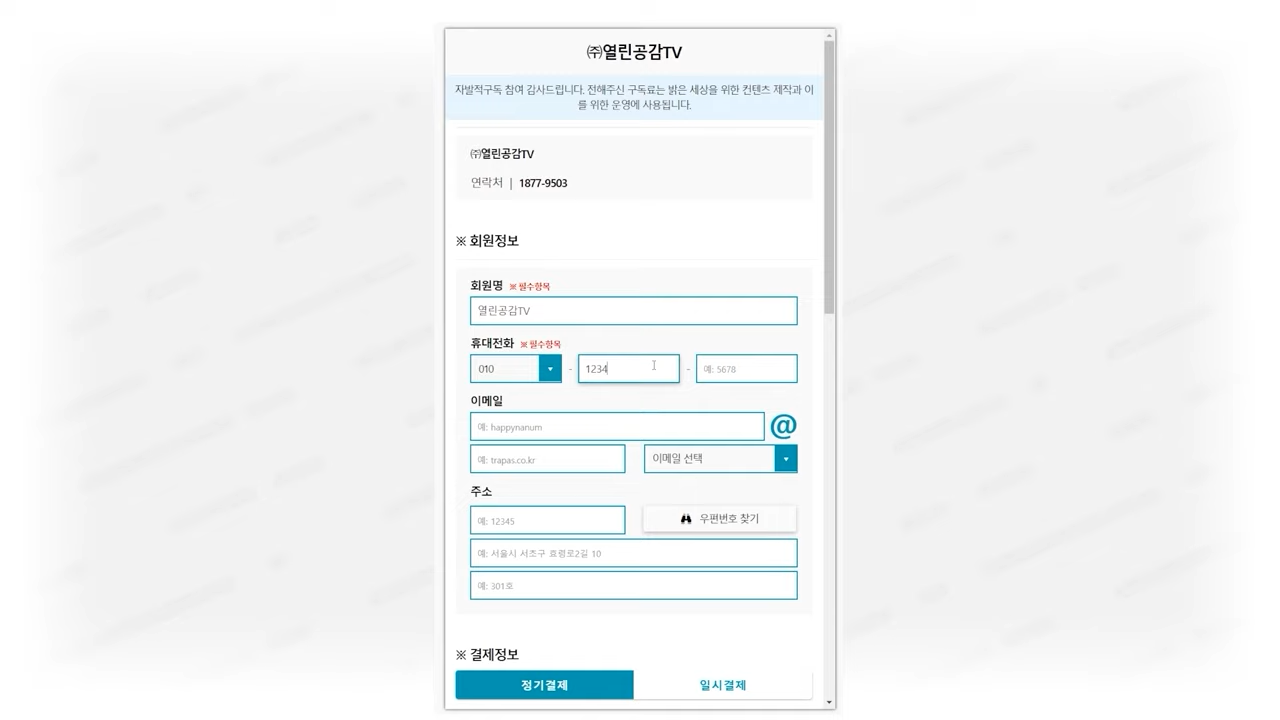 ㈜열린공감TV
자발적구독 참여 감사드립니다. 전해주신 구독료는 밝은 세상을 위한 컨텐츠 제작과 이
를 위한 운영에 사용됩니다.
㈜열린공감TV
연락처 | 1877-9503
※ 회원정보
회원명 ※ 필수항목
열린공감TV
휴대전화 ※ 필수항목
010 - 1234 - 예: 5678
이메일
예: happynanum @
예: trapas.co.kr 이메일 선택
주소
예: 12345 우편번호 찾기
예: 서울시 서초구 효령로2길 10
예: 301호
※ 결제정보
정기결제 일시결제